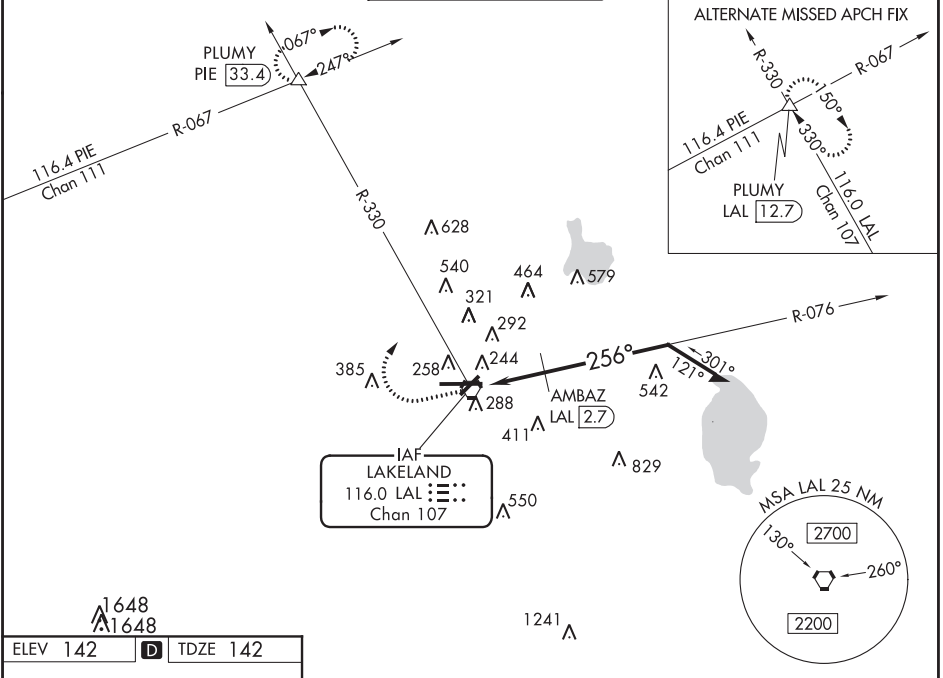 ALTERNATE MISSED APCH FIX
R-330
R-067
150°
330°
116.4 PIE
Chan 111
PLUMY
LAL 12.7
116.0 LAL
Chan 107
PLUMY
PIE 33.4
067°
247°
R-067
116.4 PIE
Chan 111
R-330
628
540
464
579
321
292
R-076
385
258
244
256°
301°
121°
542
288
AMBAZ
LAL 2.7
411
829
IAF
LAKELAND
116.0 LAL
Chan 107
550
MSA LAL 25 NM
2700
130°
260°
2200
1648
1648
1241
ELEV 142 D TDZE 142